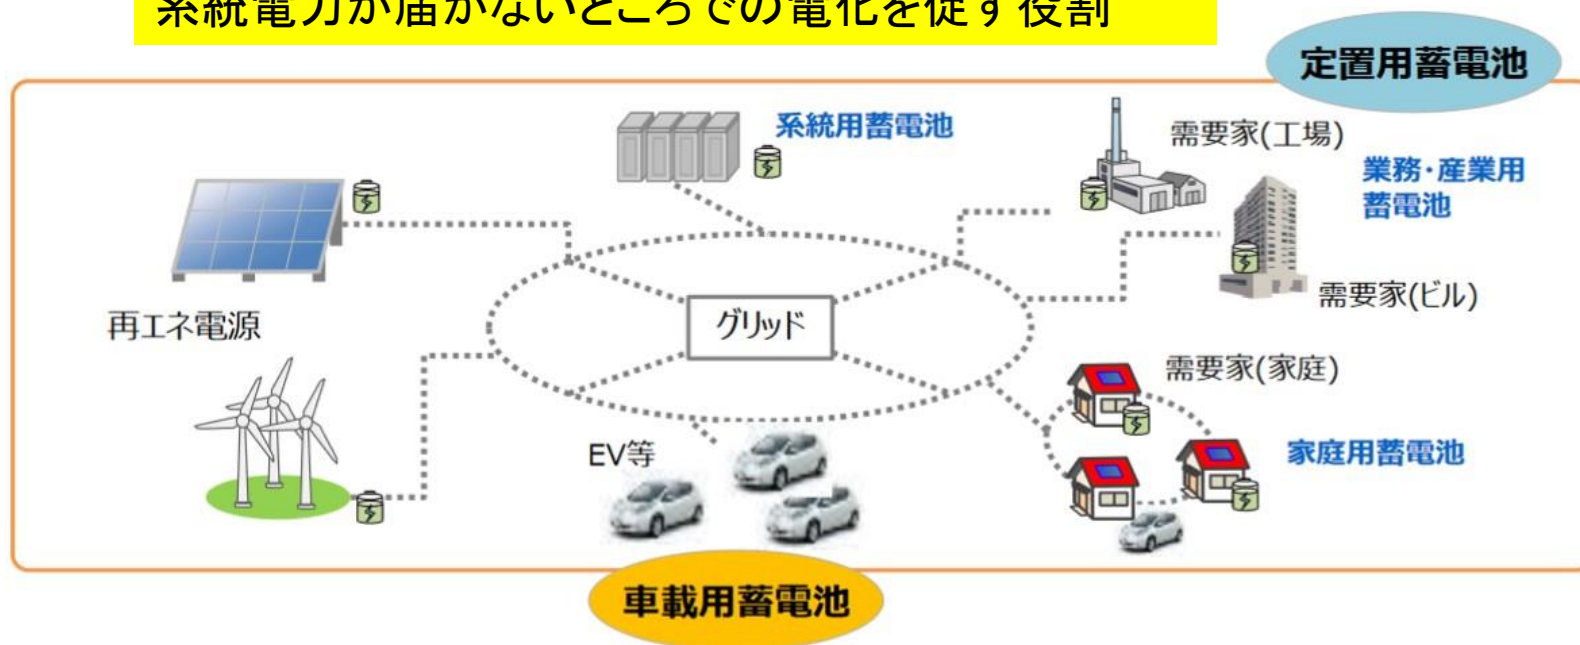 系統電力が届かないところでの電化を促す役割
定置用蓄電池
系統用蓄電池
需要家(工場)
業務・産業用
蓄電池
再エネ電源
グリッド
需要家(ビル)
需要家(家庭)
EV等
家庭用蓄電池
車載用蓄電池